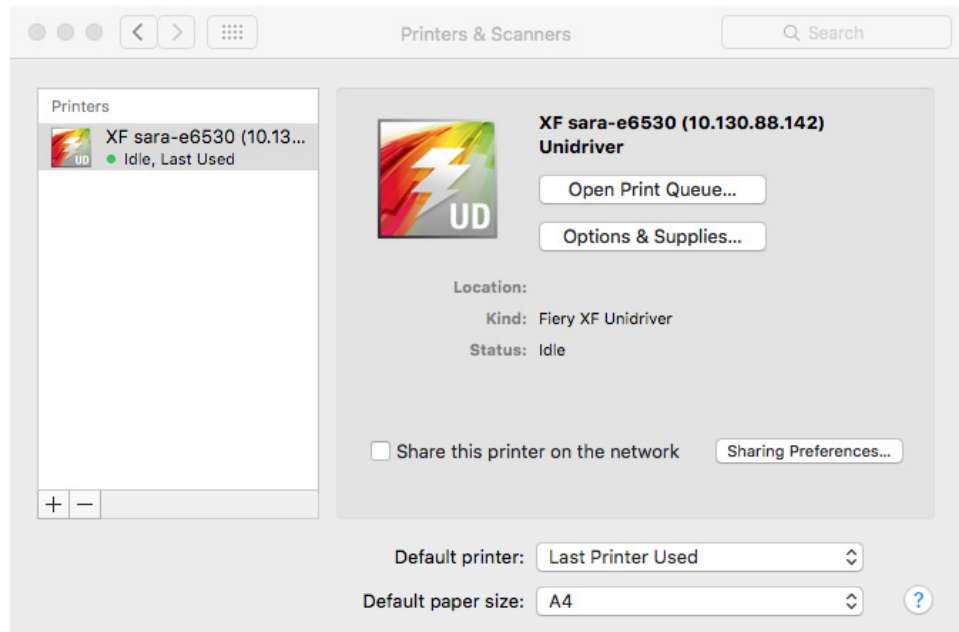 Printers & Scanners
Search
Printers
XF sara-e6530 (10.13...
Idle, Last Used
UD
XF sara-e6530 (10.130.88.142)
Unidriver
UD
Open Print Queue...
Options & Supplies...
Location:
Kind: Fiery XF Unidriver
Status: Idle
Share this printer on the network
Sharing Preferences...
+ −
Default printer: Last Printer Used
Default paper size: A4
?